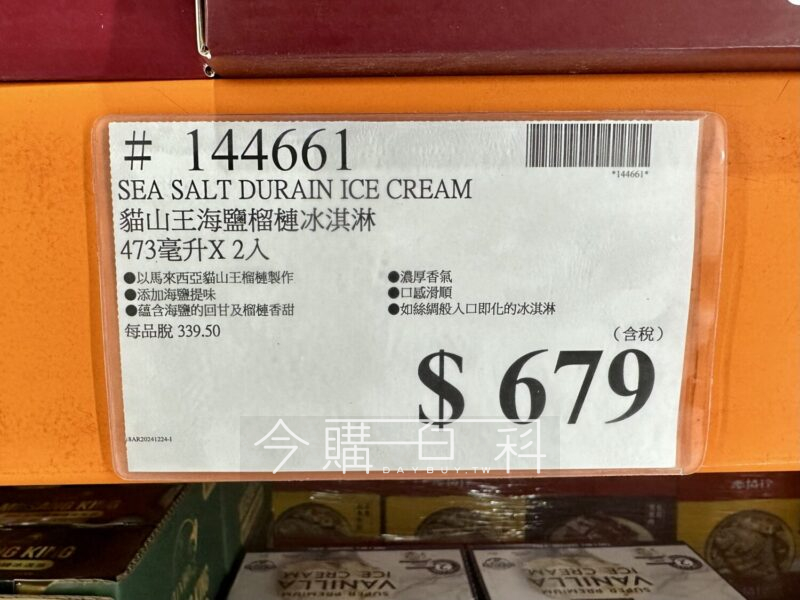 # 144661
*144661*
SEA SALT DURAIN ICE CREAM
貓山王海鹽榴槤冰淇淋
473毫升X 2入
●以馬來西亞貓山王榴槤製作
●濃厚香氣
●添加海鹽提味
●口感滑順
●蘊含海鹽的回甘及榴槤香甜
●如絲綢般入口即化的冰淇淋
每品脫 339.50
(含稅)
$ 679
今購百科
DAYBUY.TW
KING
VANILLA
ICE CREAM
SUPER PREMIUM
VANILLA
ICE CREAM
SUPER PREMIUM